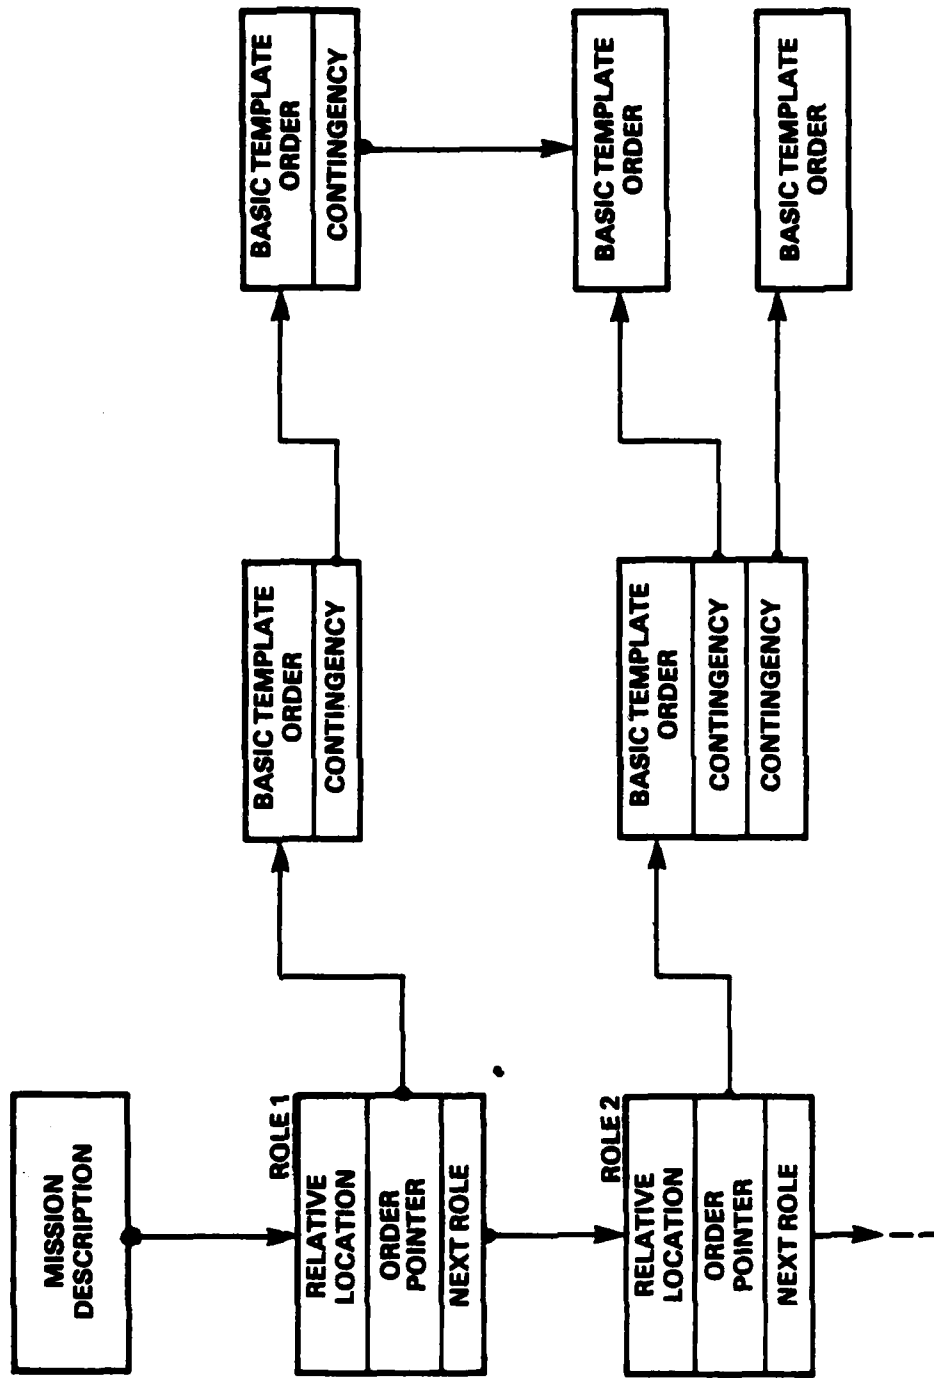 MISSION
DESCRIPTION
ROLE 1
RELATIVE
LOCATION
ORDER
POINTER
NEXT ROLE
BASIC TEMPLATE
ORDER
CONTINGENCY
BASIC TEMPLATE
ORDER
CONTINGENCY
ROLE 2
RELATIVE
LOCATION
ORDER
POINTER
NEXT ROLE
BASIC TEMPLATE
ORDER
CONTINGENCY
CONTINGENCY
BASIC TEMPLATE
ORDER
BASIC TEMPLATE
ORDER